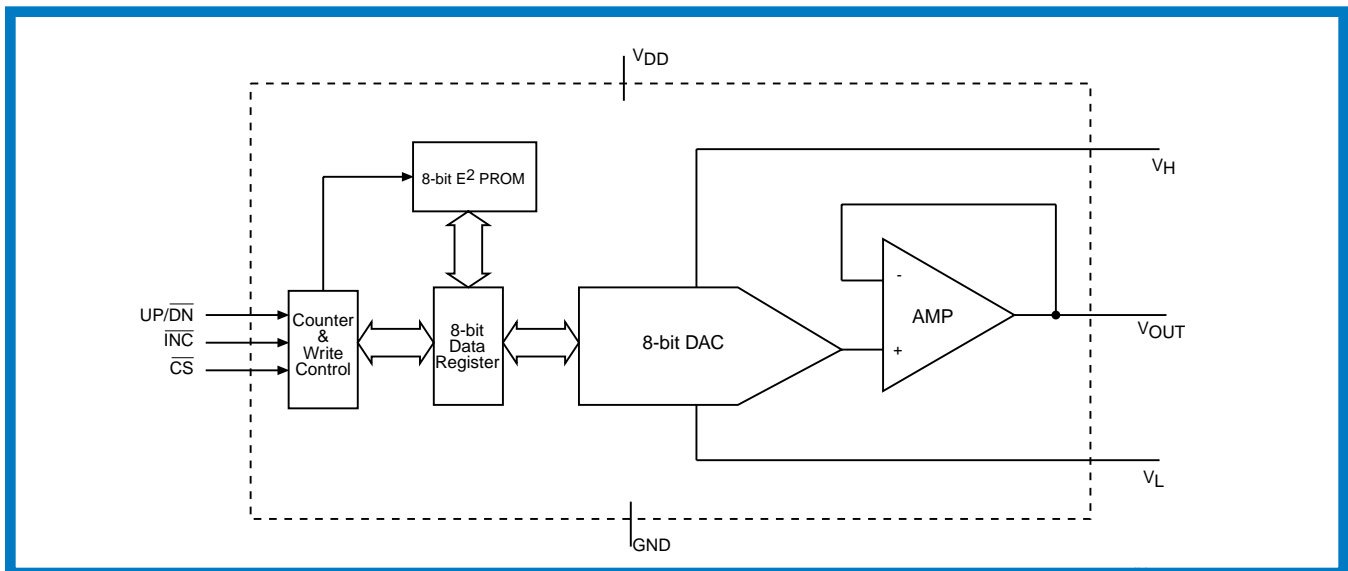 VDD
VH
8-bit E2 PROM
-
UP/DN
INC
CS
Counter
&
Write
Control
8-bit
Data
Register
8-bit DAC
AMP
+
VOUT
VL
GND